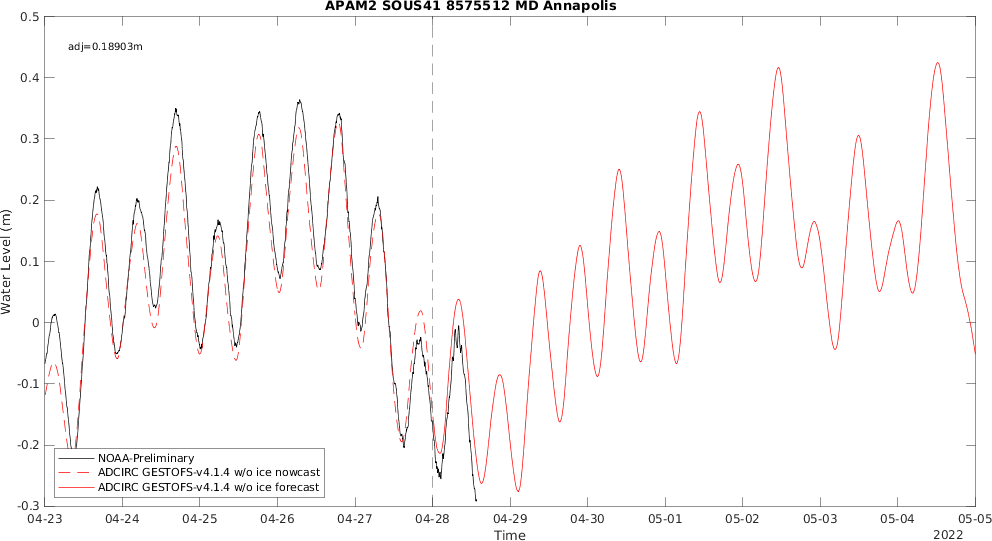 APAM2 SOUS41 8575512 MD Annapolis
adj=0.18903m
0.5
0.4
0.3
0.2
0.1
0
-0.1
-0.2
-0.3
Water Level (m)
NOAA-Preliminary
ADCIRC GESTOFS-v4.1.4 w/o ice nowcast
ADCIRC GESTOFS-v4.1.4 w/o ice forecast
04-23 04-24 04-25 04-26 04-27 04-28 04-29 04-30 05-01 05-02 05-03 05-04 05-05
Time
2022